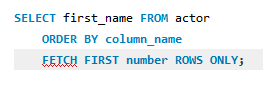 SELECT first_name FROM actor
ORDER BY column_name
FETCH FIRST number ROWS ONLY;